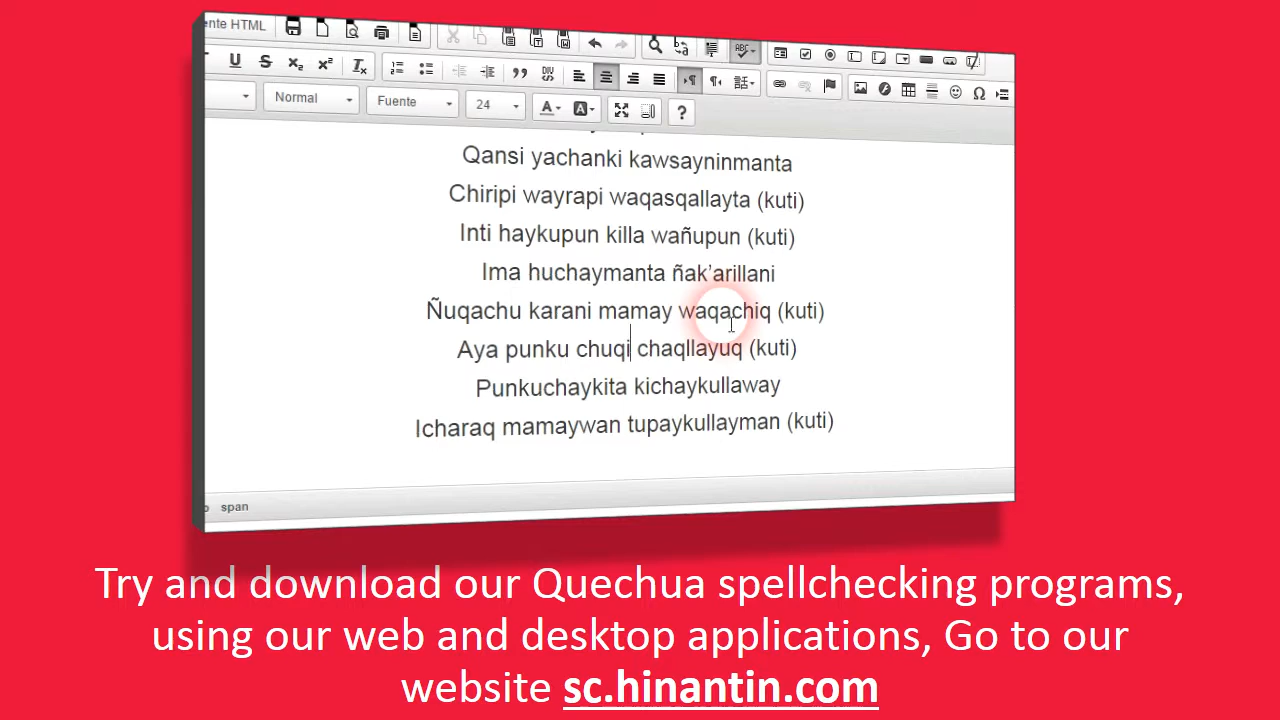 ente HTML
Normal Fuente 24
Qansi yachanki kawsayninmanta
Chiripi wayrapi waqasqallayta (kuti)
Inti haykupun killa wañupun (kuti)
Ima huchaymanta ñak’arillani
Ñuqachu karani mamay waqachiq (kuti)
Aya punku chuqi chaqllayuq (kuti)
Punkuchaykita kichaykullaway
Icharaq mamaywan tupaykullayman (kuti)
span
Try and download our Quechua spellchecking programs,
using our web and desktop applications, Go to our
website sc.hinantin.com